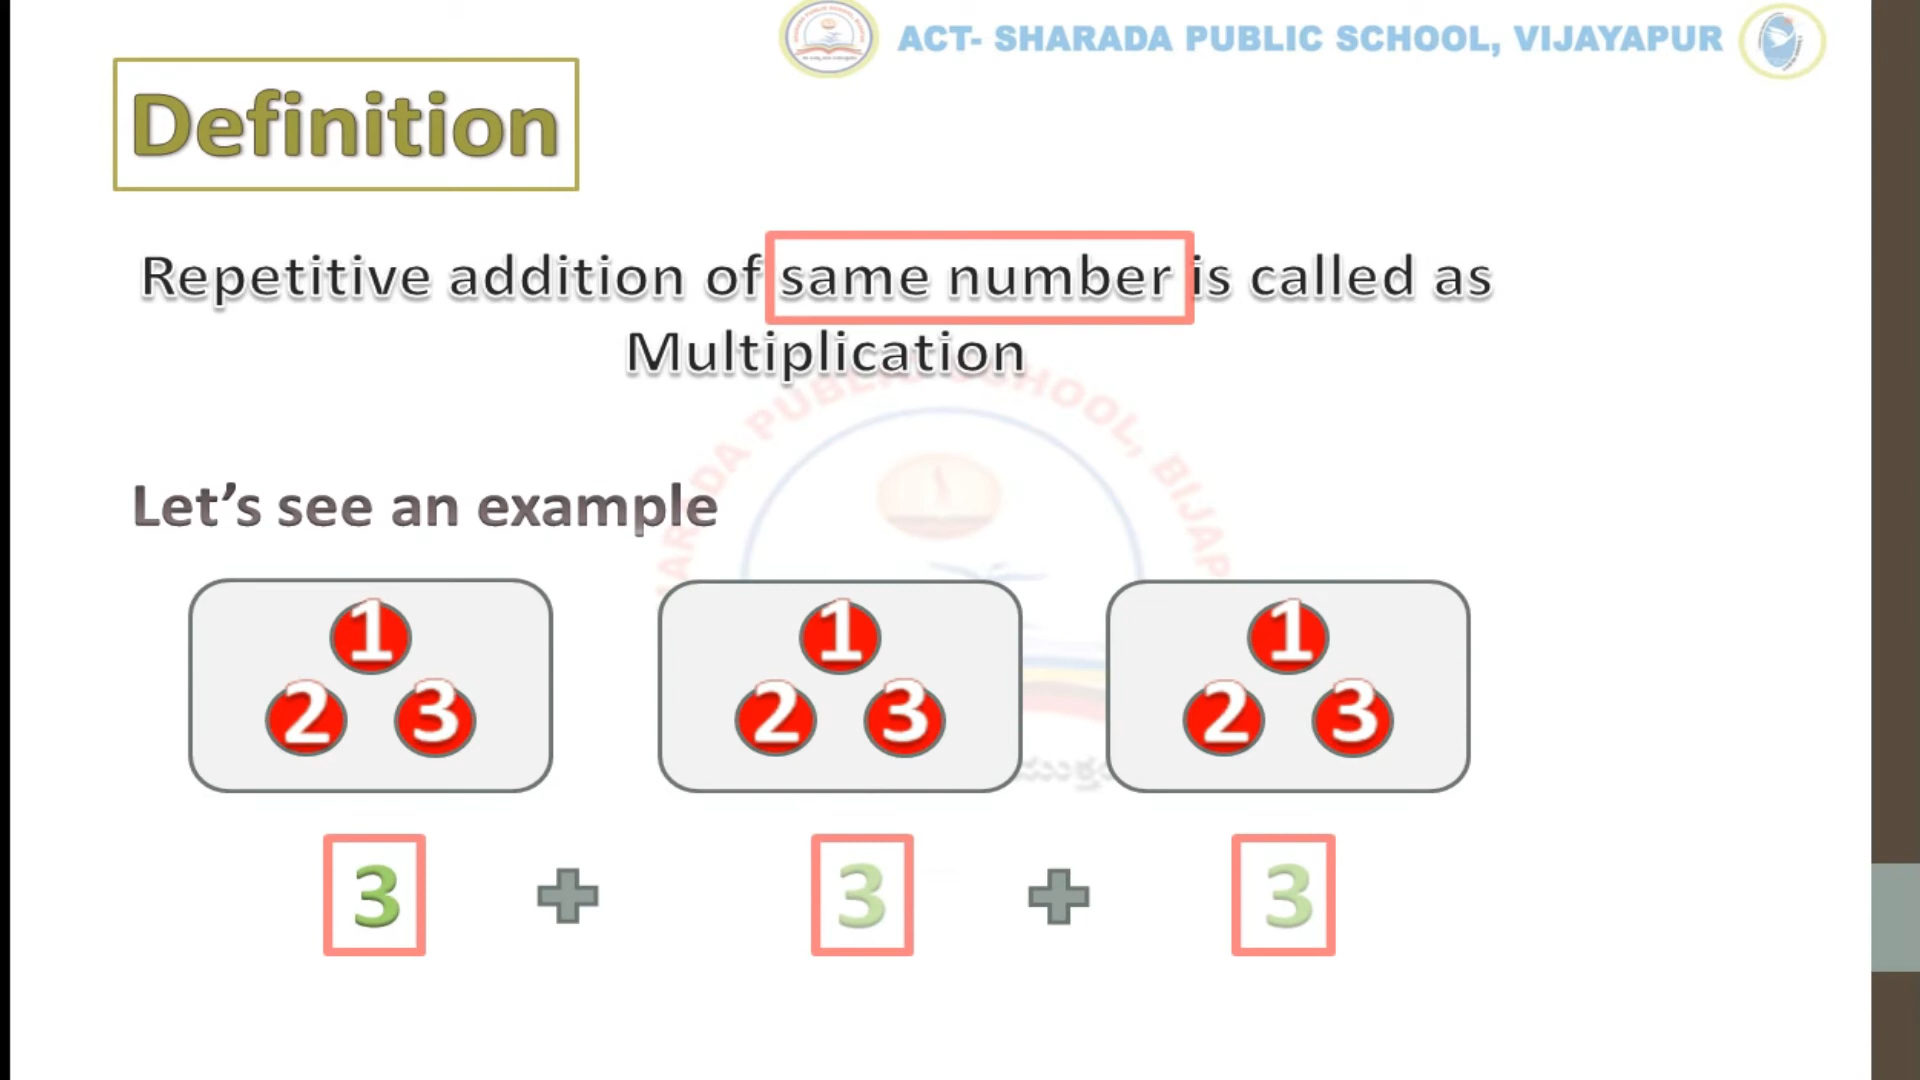 ACT- SHARADA PUBLIC SCHOOL, VIJAYAPUR
Definition
Repetitive addition of same number is called as
Multiplication
Let's see an example
1 1 1
2 3 2 3 2 3
3 + 3 + 3